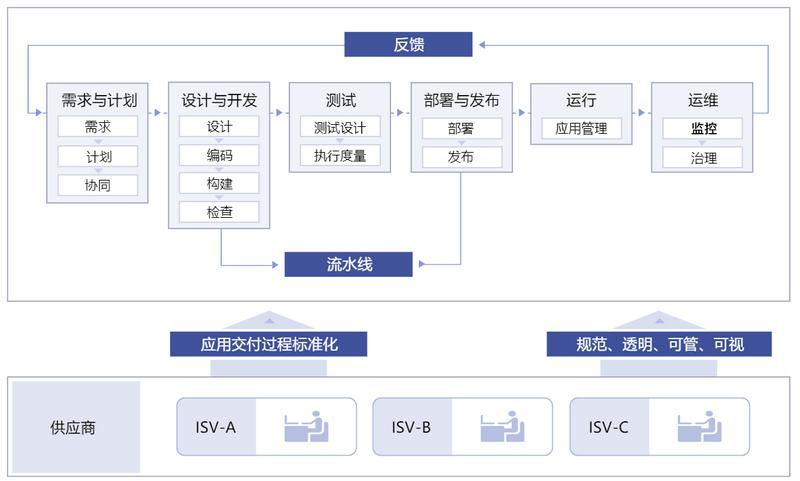 反馈
需求与计划
需求
计划
协同
设计与开发
设计
编码
构建
检查
测试
测试设计
执行度量
部署与发布
部署
发布
运行
应用管理
运维
监控
治理
流水线
应用交付过程标准化
规范、透明、可管、可视
供应商
ISV-A
ISV-B
ISV-C